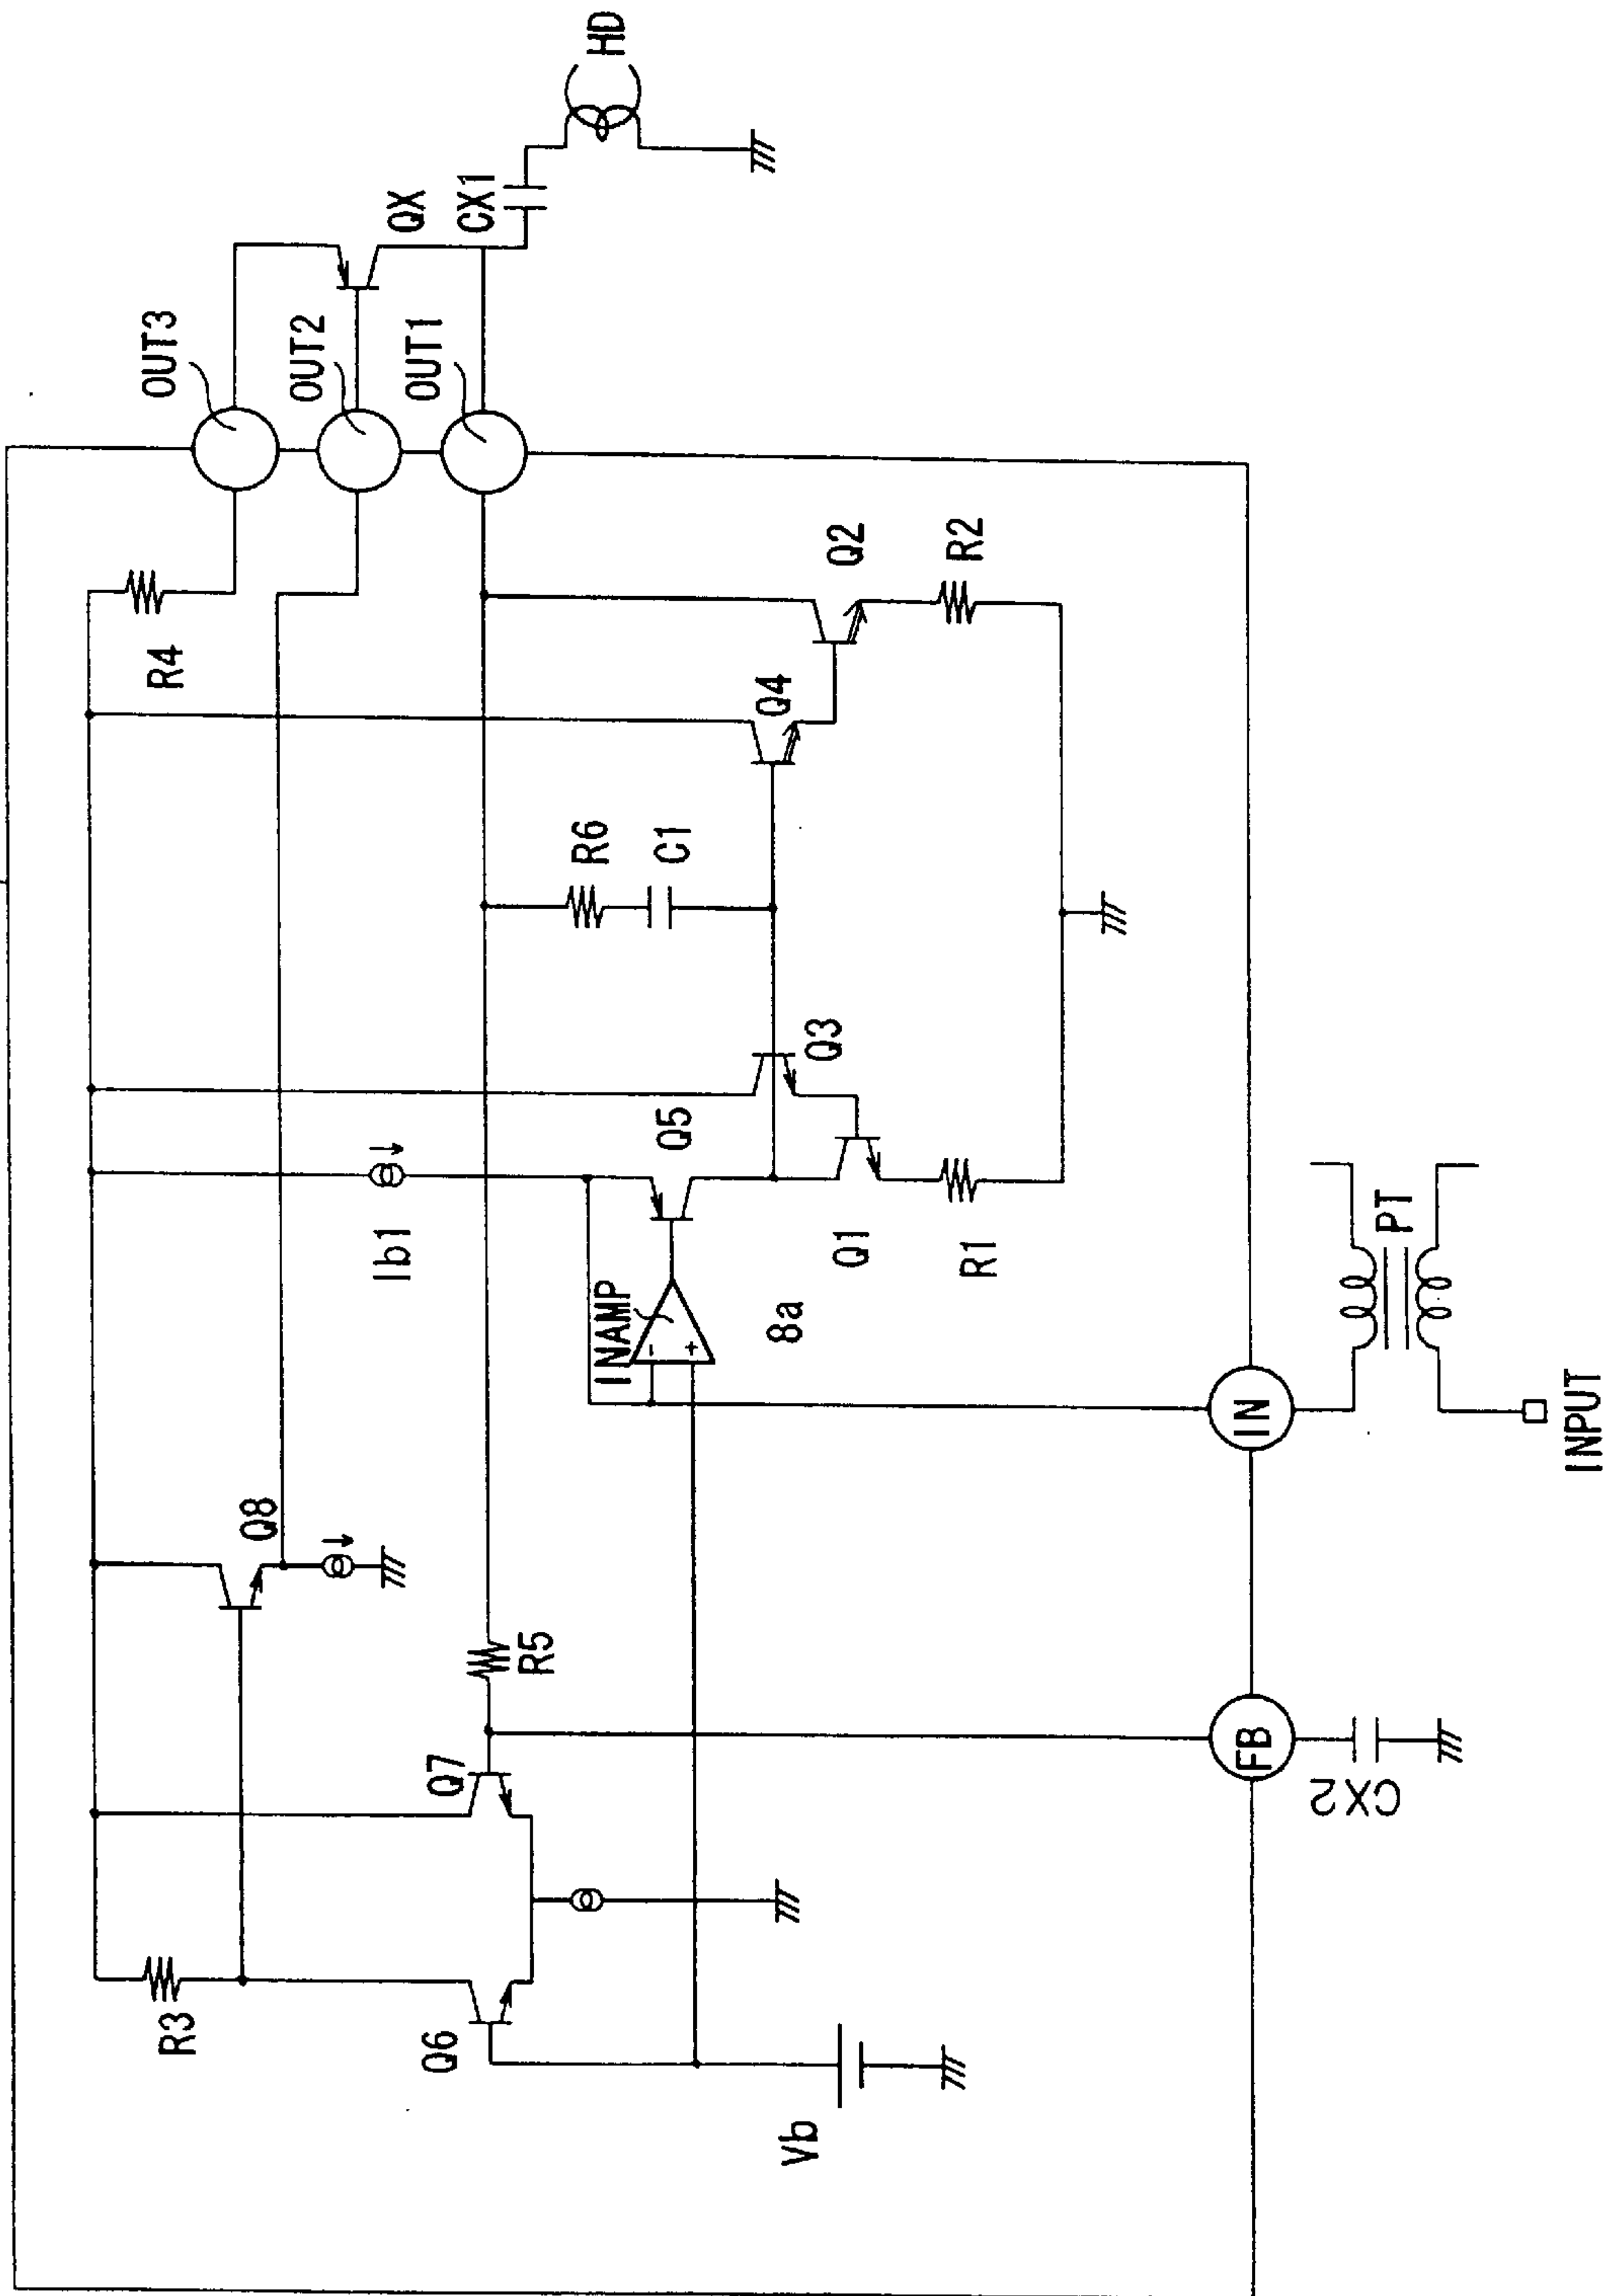 OUT3
OUT2
OUT1
QX
CX1
HD
R4
Q4
Q2
R2
R6
C1
Q3
Q5
Ib1
Q1
R1
INAMP
-
+
8a
Q8
R5
Q7
R3
Q6
Vb
FB
IN
CX2
PT
INPUT